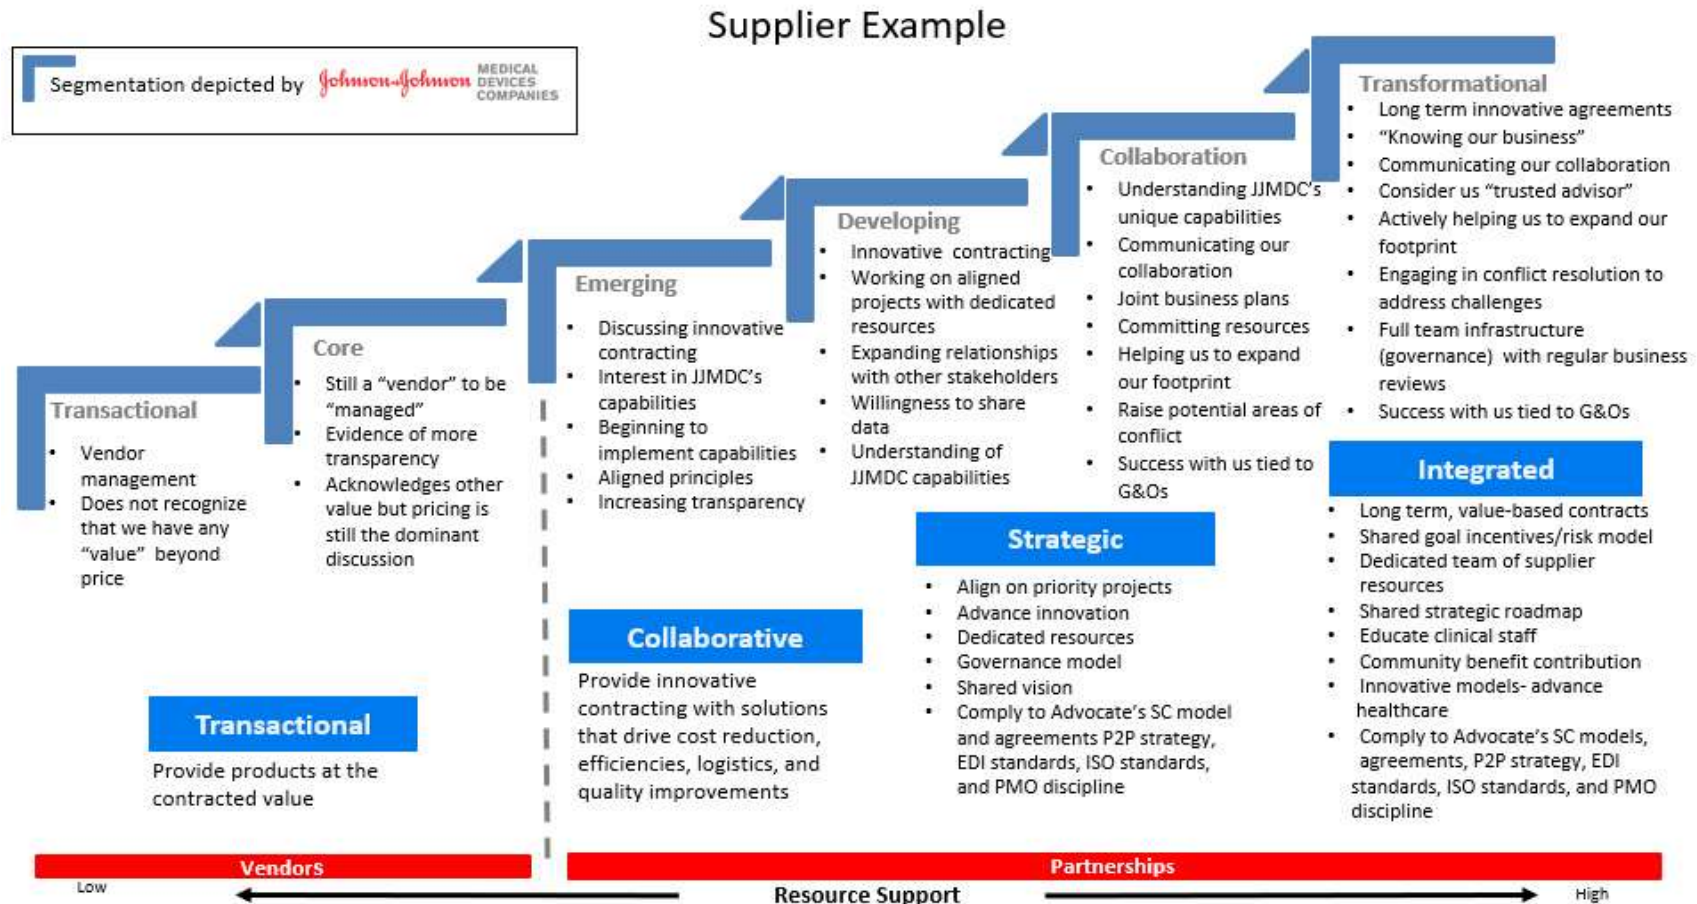 Supplier Example
Segmentation depicted by Johnson & Johnson MEDICAL
DEVICES
COMPANIES
Transactional
• Vendor
management
• Does not recognize
that we have any
“value” beyond
price
Core
• Still a “vendor” to be
“managed”
• Evidence of more
transparency
• Acknowledges other
value but pricing is
still the dominant
discussion
Emerging
• Discussing innovative
contracting
• Interest in JJMDC’s
capabilities
• Beginning to
implement capabilities
• Aligned principles
• Increasing transparency
Developing
• Innovative contracting
• Working on aligned
projects with dedicated
resources
• Expanding relationships
with other stakeholders
• Willingness to share
data
• Understanding of
JJMDC capabilities
Collaboration
• Understanding JJMDC’s
unique capabilities
• Communicating our
collaboration
• Joint business plans
• Committing resources
• Helping us to expand
our footprint
• Raise potential areas of
conflict
• Success with us tied to
G&Os
Transformational
• Long term innovative agreements
• “Knowing our business”
• Communicating our collaboration
• Consider us “trusted advisor”
• Actively helping us to expand our
footprint
• Engaging in conflict resolution to
address challenges
• Full team infrastructure
(governance) with regular business
reviews
• Success with us tied to G&Os
Transactional
Provide products at the
contracted value
Collaborative
Provide innovative
contracting with solutions
that drive cost reduction,
efficiencies, logistics, and
quality improvements
Strategic
• Align on priority projects
• Advance innovation
• Dedicated resources
• Governance model
• Shared vision
• Comply to Advocate’s SC model
and agreements P2P strategy,
EDI standards, ISO standards,
and PMO discipline
Integrated
• Long term, value-based contracts
• Shared goal incentives/risk model
• Dedicated team of supplier
resources
• Shared strategic roadmap
• Educate clinical staff
• Community benefit contribution
• Innovative models- advance
healthcare
• Comply to Advocate’s SC models,
agreements, P2P strategy, EDI
standards, ISO standards, and PMO
discipline
Vendors
Partnerships
Low
Resource Support
High